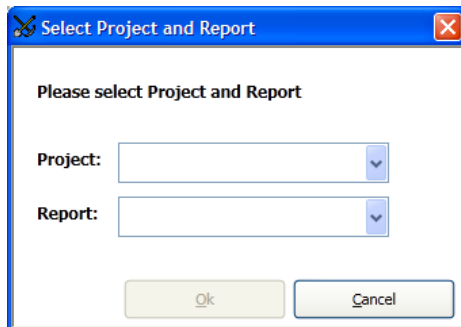 Select Project and Report
Please select Project and Report
Project:
Report:
Ok
Cancel